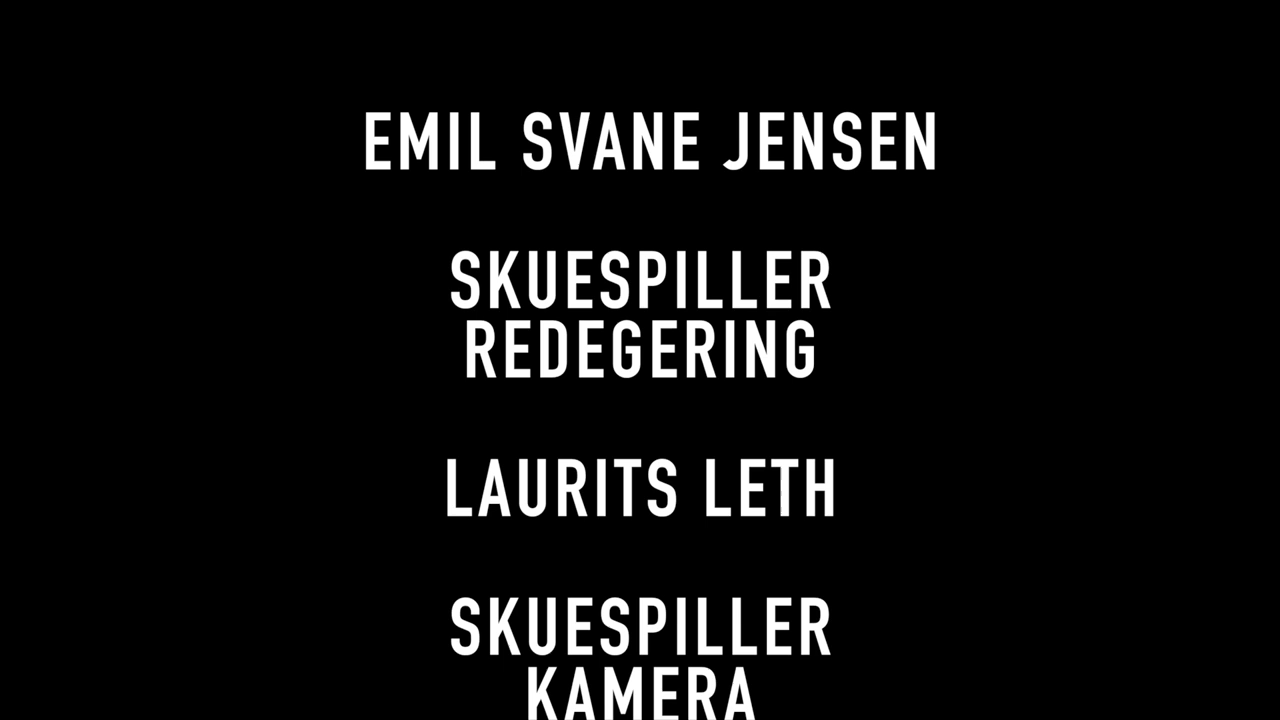 EMIL SVANE JENSEN
SKUESPILLER
REDEGERING
LAURITS LETH
SKUESPILLER
KAMERA